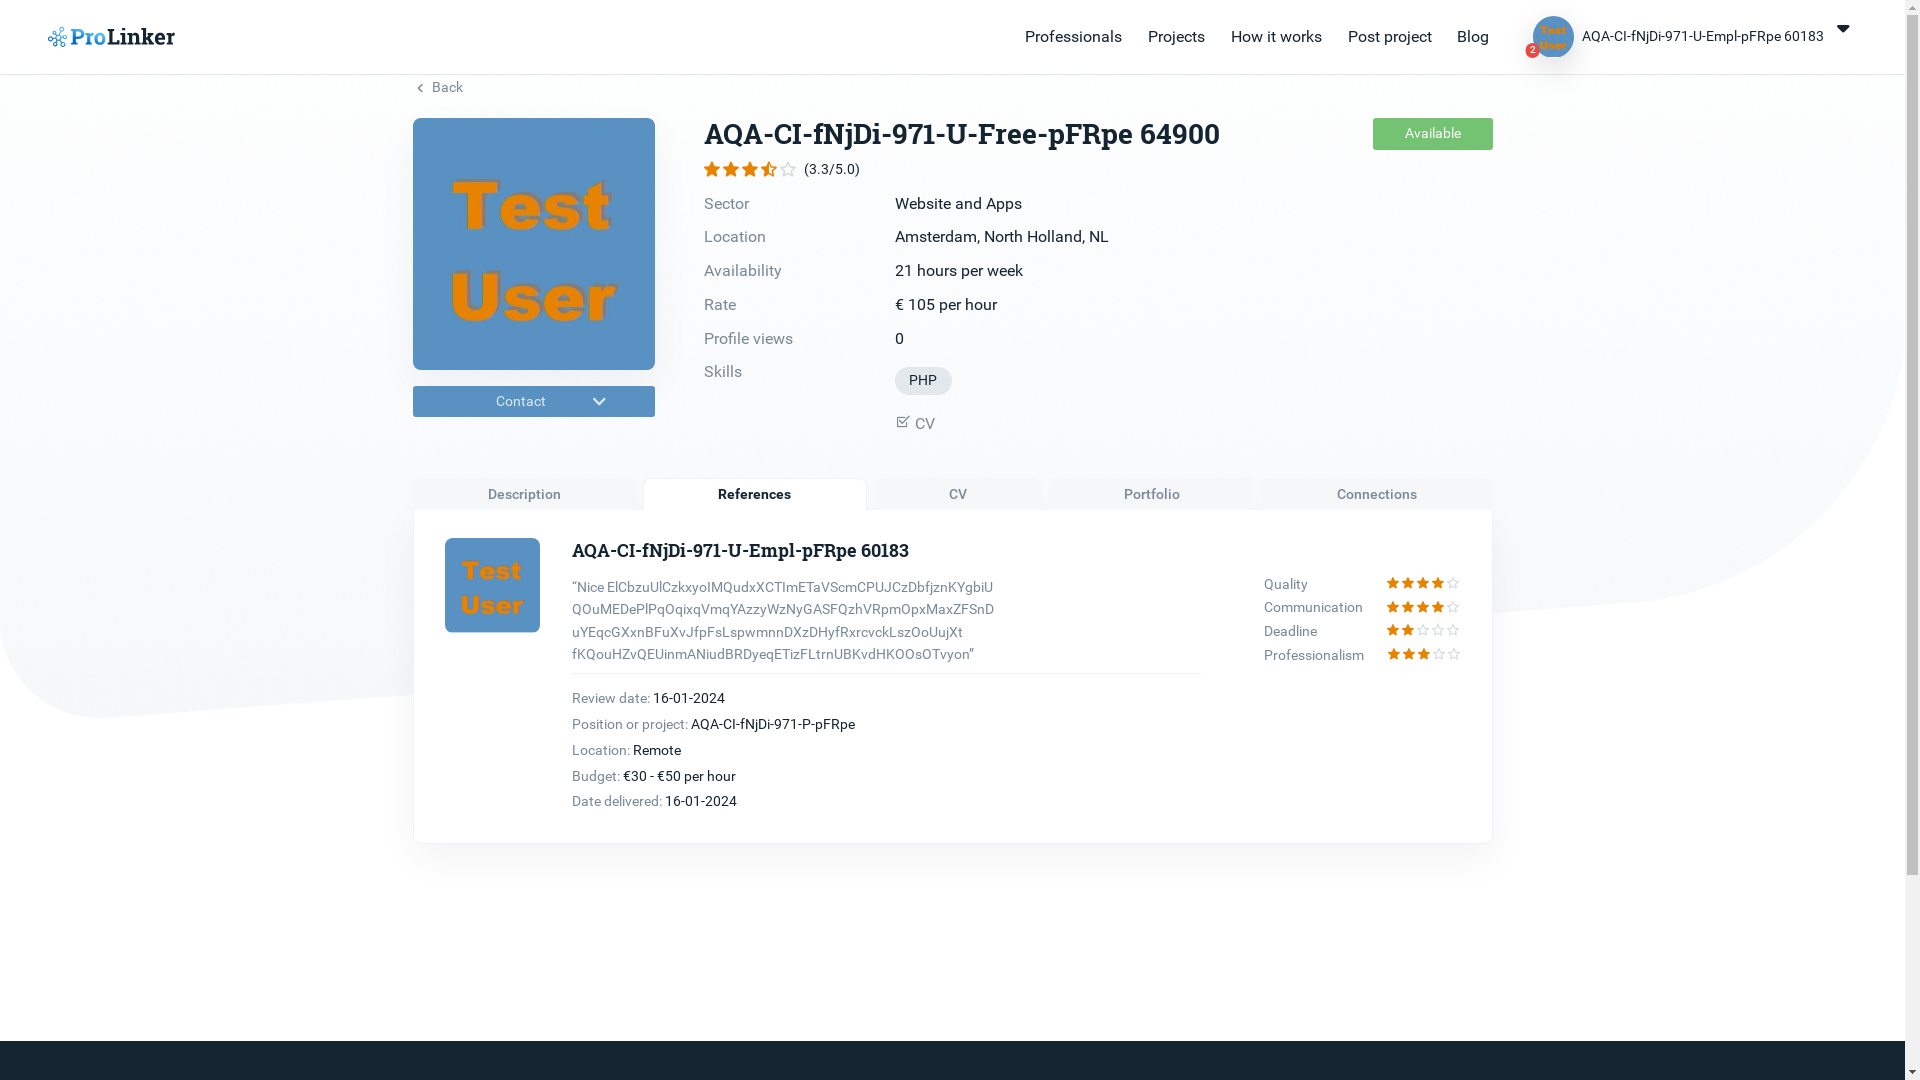 ProLinker
Professionals
Projects
How it works
Post project
Blog
Test
User
2
AQA-CI-fNjDi-971-U-Empl-pFRpe 60183
Back
Test
User
AQA-CI-fNjDi-971-U-Free-pFRpe 64900
Available
(3.3/5.0)
Sector Website and Apps
Location Amsterdam, North Holland, NL
Availability 21 hours per week
Rate € 105 per hour
Profile views 0
Skills PHP
CV
Contact
Description References CV Portfolio Connections
Test
User
AQA-CI-fNjDi-971-U-Empl-pFRpe 60183
“Nice ElCbzuUlCzkxyoIMQudxXCTImETaVScmCPUJCzDbfjznKYgbiU
QOuMEDePlPqOqixqVmqYAzzyWzNyGASFQzhVRpmOpxMaxZFSnD
uYEqcGXxnBFuXvJfpFsLspwmnnDXzDHyfRxrcvckLszOoUujXt
fKQouHZvQEUinmANiudBRDyeqETizFLtrnUBKvdHKOOsOTvyon”
Quality
Communication
Deadline
Professionalism
Review date: 16-01-2024
Position or project: AQA-CI-fNjDi-971-P-pFRpe
Location: Remote
Budget: €30 - €50 per hour
Date delivered: 16-01-2024